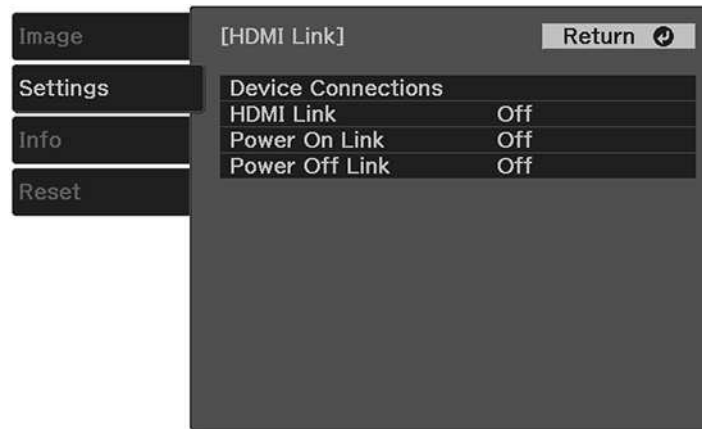 Image
Settings
Info
Reset
[HDMI Link]
Return
Device Connections
HDMI Link Off
Power On Link Off
Power Off Link Off